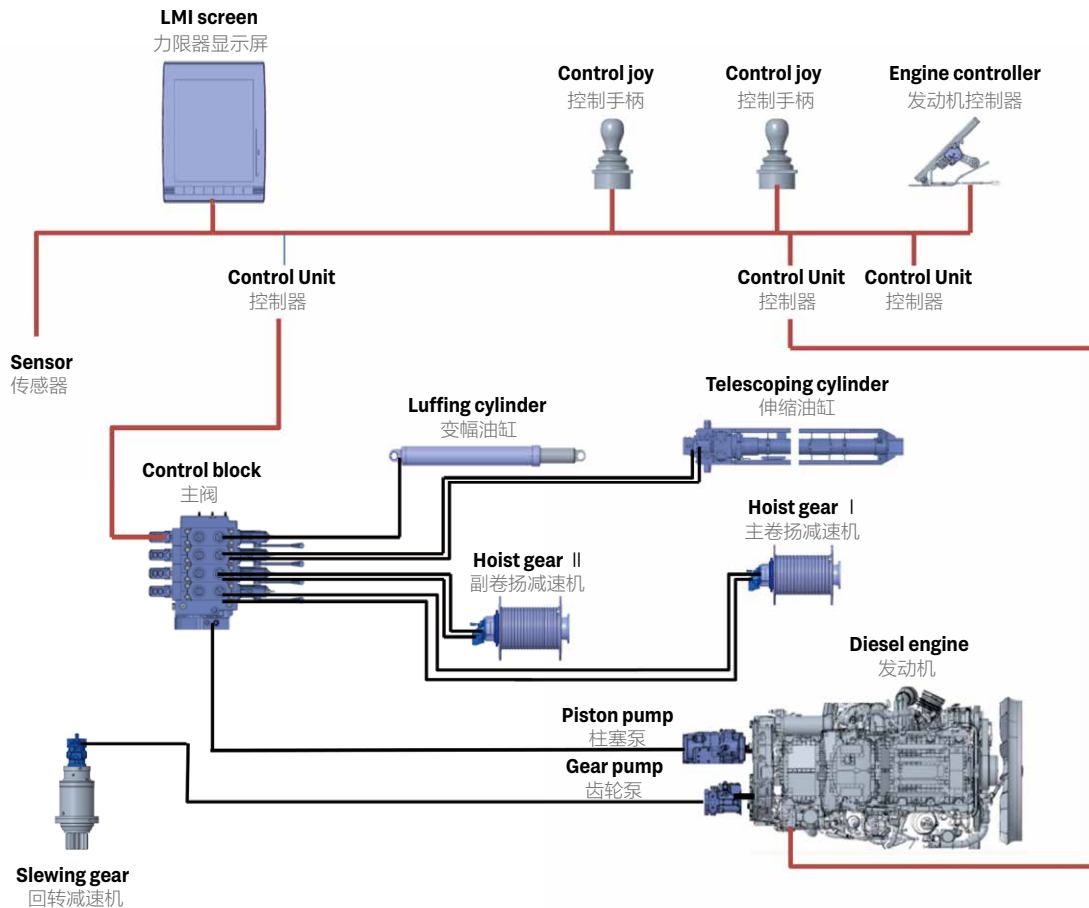 LMI screen
力限器显示屏
Control joy
控制手柄
Control joy
控制手柄
Engine controller
发动机控制器
Control Unit
控制器
Control Unit
控制器
Control Unit
控制器
Sensor
传感器
Luffing cylinder
变幅油缸
Telescoping cylinder
伸缩油缸
Control block
主阀
Hoist gear Ⅰ
主卷扬减速机
Hoist gear Ⅱ
副卷扬减速机
Diesel engine
发动机
Piston pump
柱塞泵
Gear pump
齿轮泵
Slewing gear
回转减速机